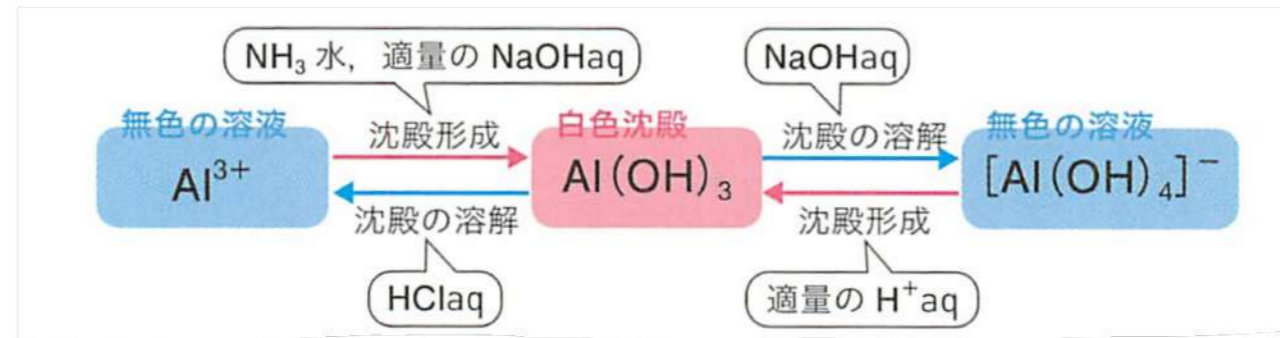 NH₃ 水，適量の NaOHaq
NaOHaq
無色の溶液
沈殿形成
白色沈殿
沈殿の溶解
無色の溶液
Al³⁺
Al(OH)₃
[Al(OH)₄]⁻
沈殿の溶解
沈殿形成
HClaq
適量の H⁺aq